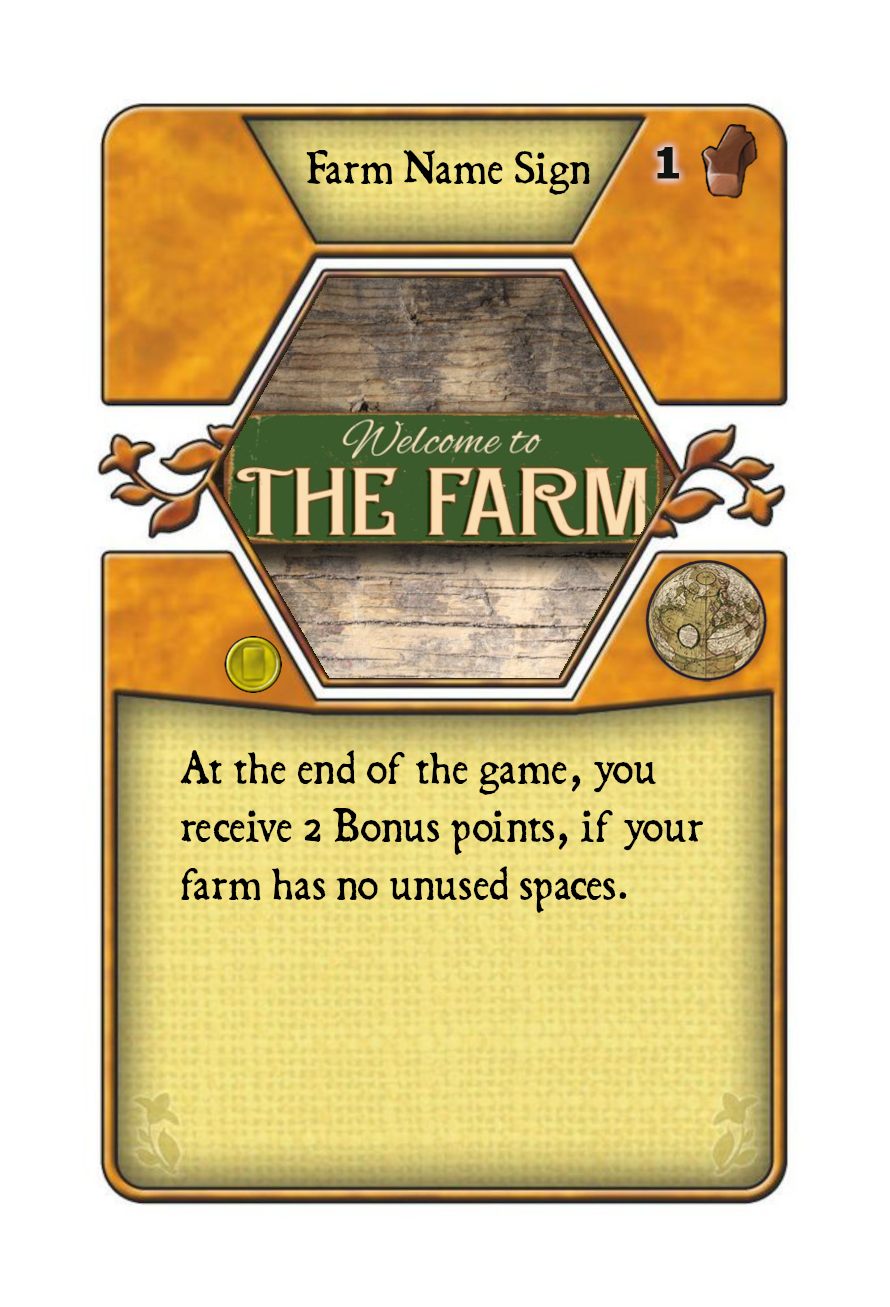 Farm Name Sign
1
Welcome to
THE FARM
At the end of the game, you
receive 2 Bonus points, if your
farm has no unused spaces.